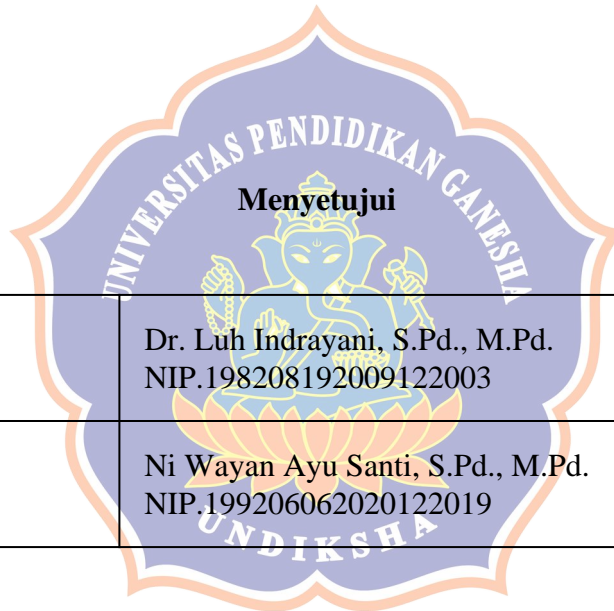 UNIVERSITAS PENDIDIKAN GANESHA
Menyetujui
Dr. Luh Indrayani, S.Pd., M.Pd.
NIP.198208192009122003
Ni Wayan Ayu Santi, S.Pd., M.Pd.
NIP.199206062020122019
UNDIKSHA